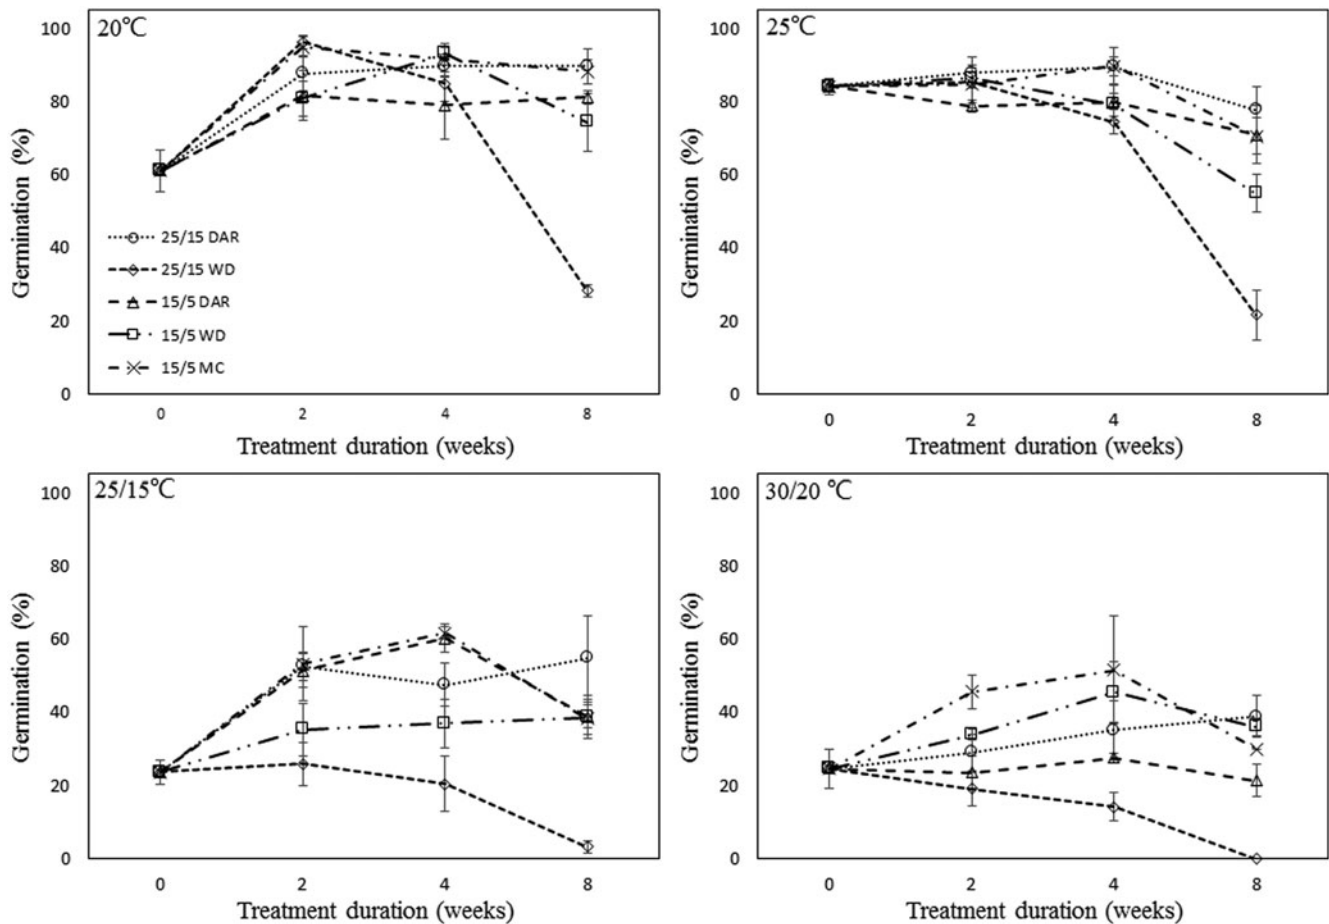 20℃
Germination (%)
100
80
60
40
20
0
25/15 DAR
25/15 WD
15/5 DAR
15/5 WD
15/5 MC
0 2 4 8
Treatment duration (weeks)
25℃
Germination (%)
100
80
60
40
20
0
0 2 4 8
Treatment duration (weeks)
25/15℃
Germination (%)
100
80
60
40
20
0
0 2 4 8
Treatment duration (weeks)
30/20 ℃
Germination (%)
100
80
60
40
20
0
0 2 4 8
Treatment duration (weeks)